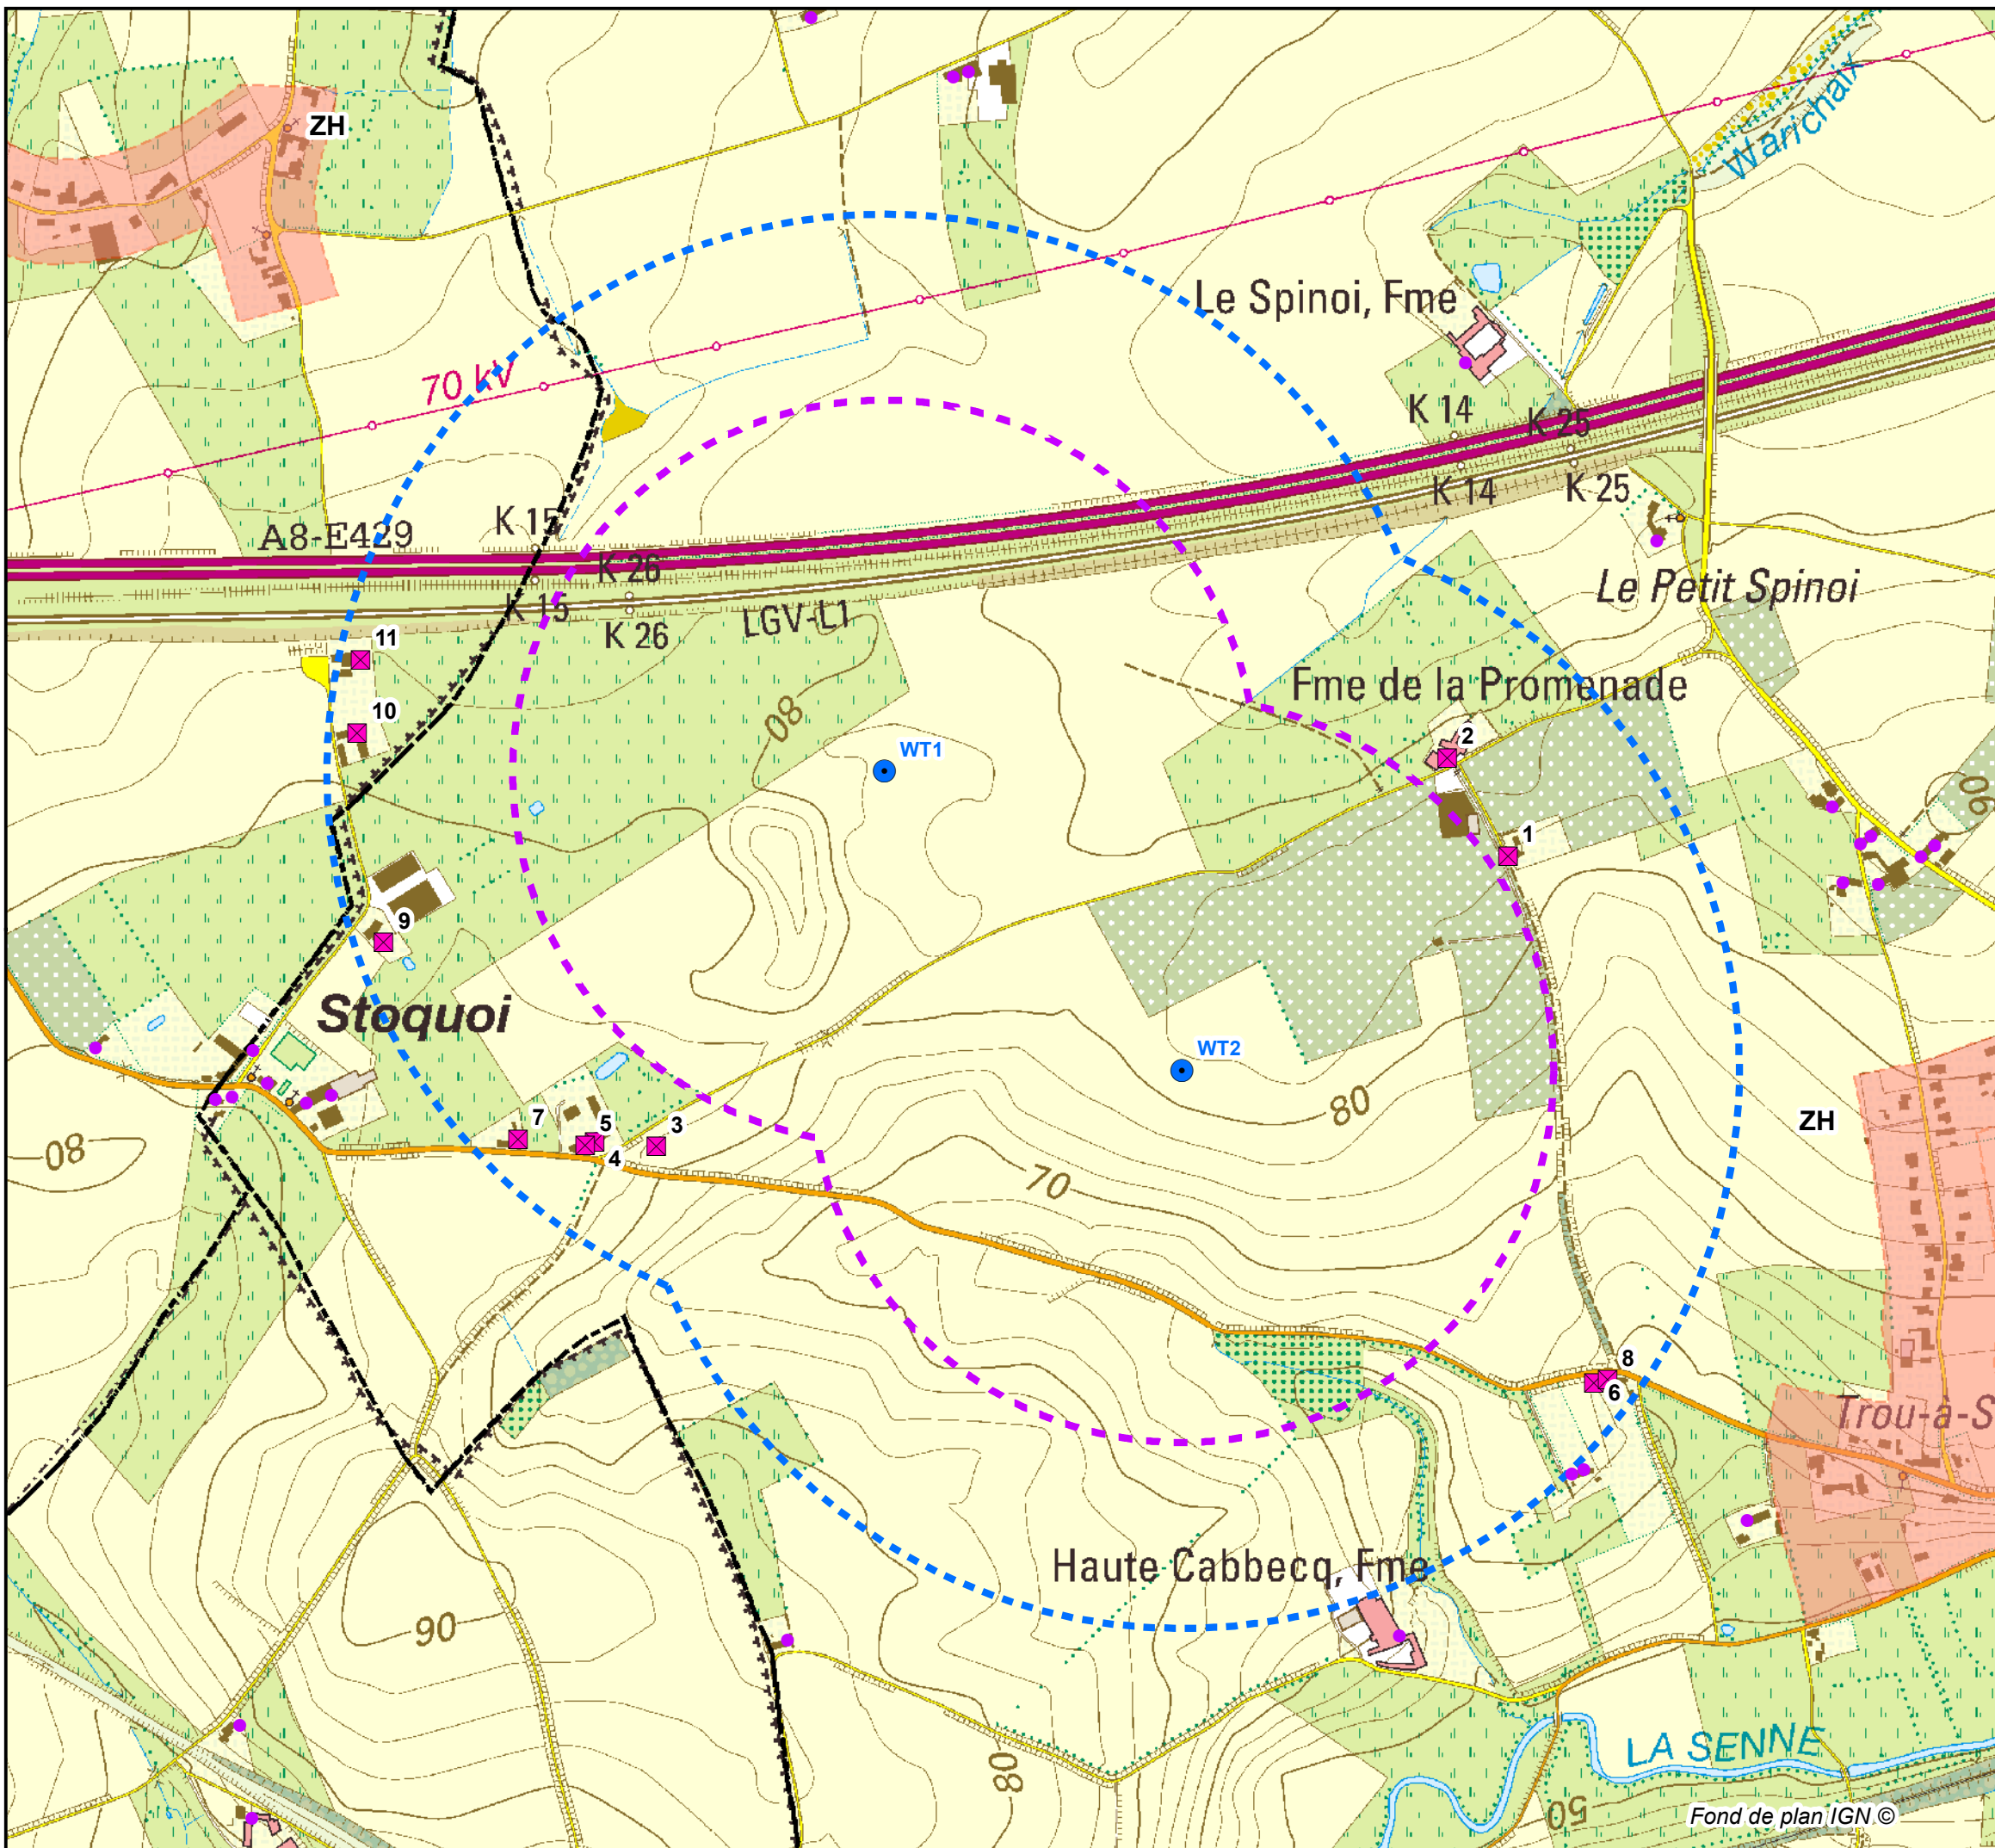 ZH
Warichaix
Le Spinoi, Fme
70 kV
K 14
K 25
A8-E429
K 15
K 26
K 14
K 25
K 15
K 26
LGV-L1
Le Petit Spinoi
11
Fme de la Promenade
10
80
WT1
2
90
1
9
Stoquoi
WT2
80
ZH
7
5
3
80
4
70
8
6
Trou-à-S
Haute Cabbecq, Fme
90
LA SENNE
80
50
Fond de plan IGN ©